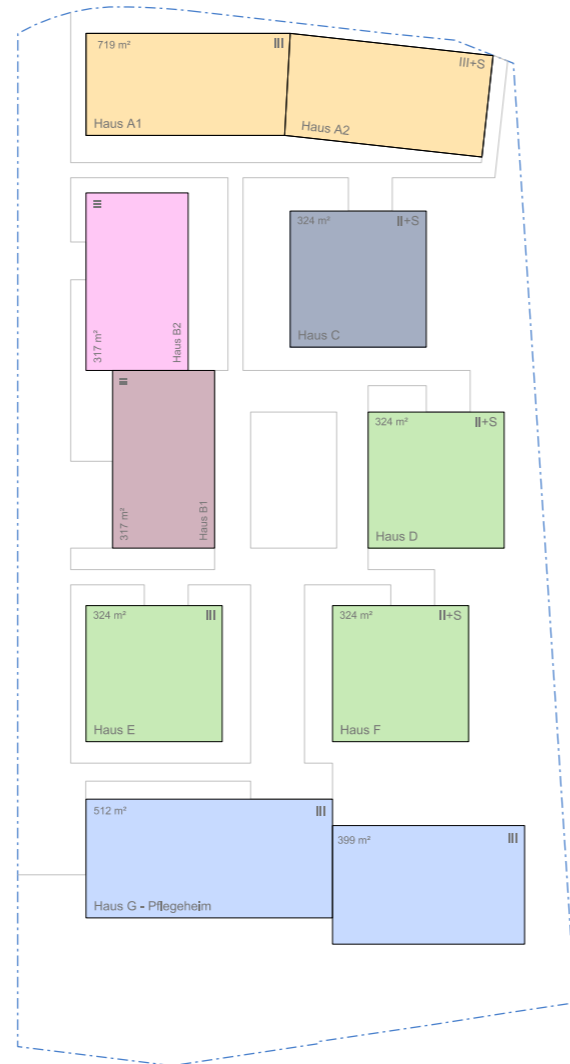 719 m²
III
III+S
Haus A1
Haus A2
III
317 m²
Haus B2
324 m²
II+S
Haus C
II
317 m²
Haus B1
324 m²
II+S
Haus D
324 m²
III
Haus E
324 m²
II+S
Haus F
512 m²
III
Haus G - Pflegeheim
399 m²
III